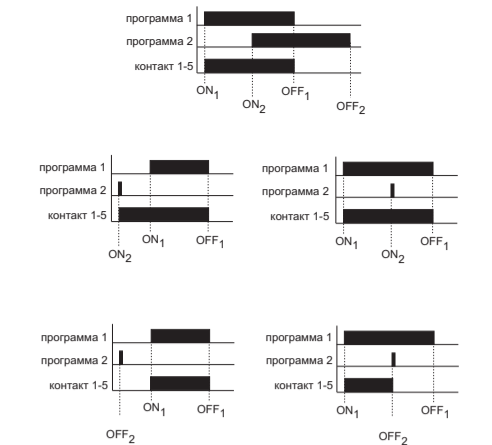 программа 1
программа 2
контакт 1-5
ON1
ON2
OFF1
OFF2
программа 1
программа 2
контакт 1-5
ON2
ON1
OFF1
программа 1
программа 2
контакт 1-5
ON1
ON2
OFF1
программа 1
программа 2
контакт 1-5
OFF2
ON1
OFF1
программа 1
программа 2
контакт 1-5
ON1
OFF2
OFF1